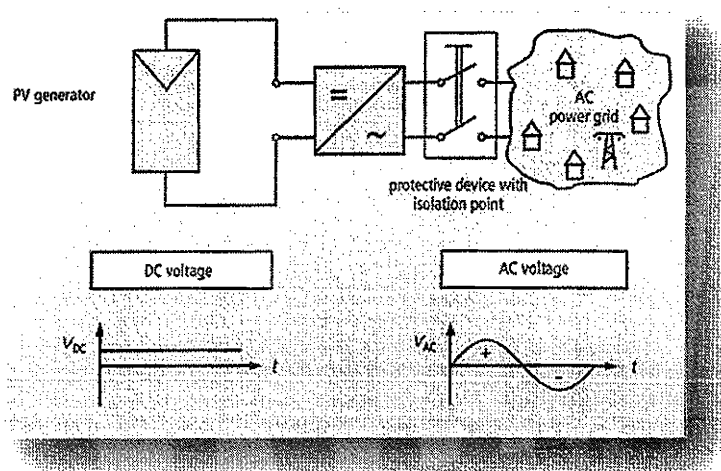 PV generator
=
~
AC
power grid
protective device with
isolation point
DC voltage
AC voltage
V_DC
t
V_AC
+
-
t